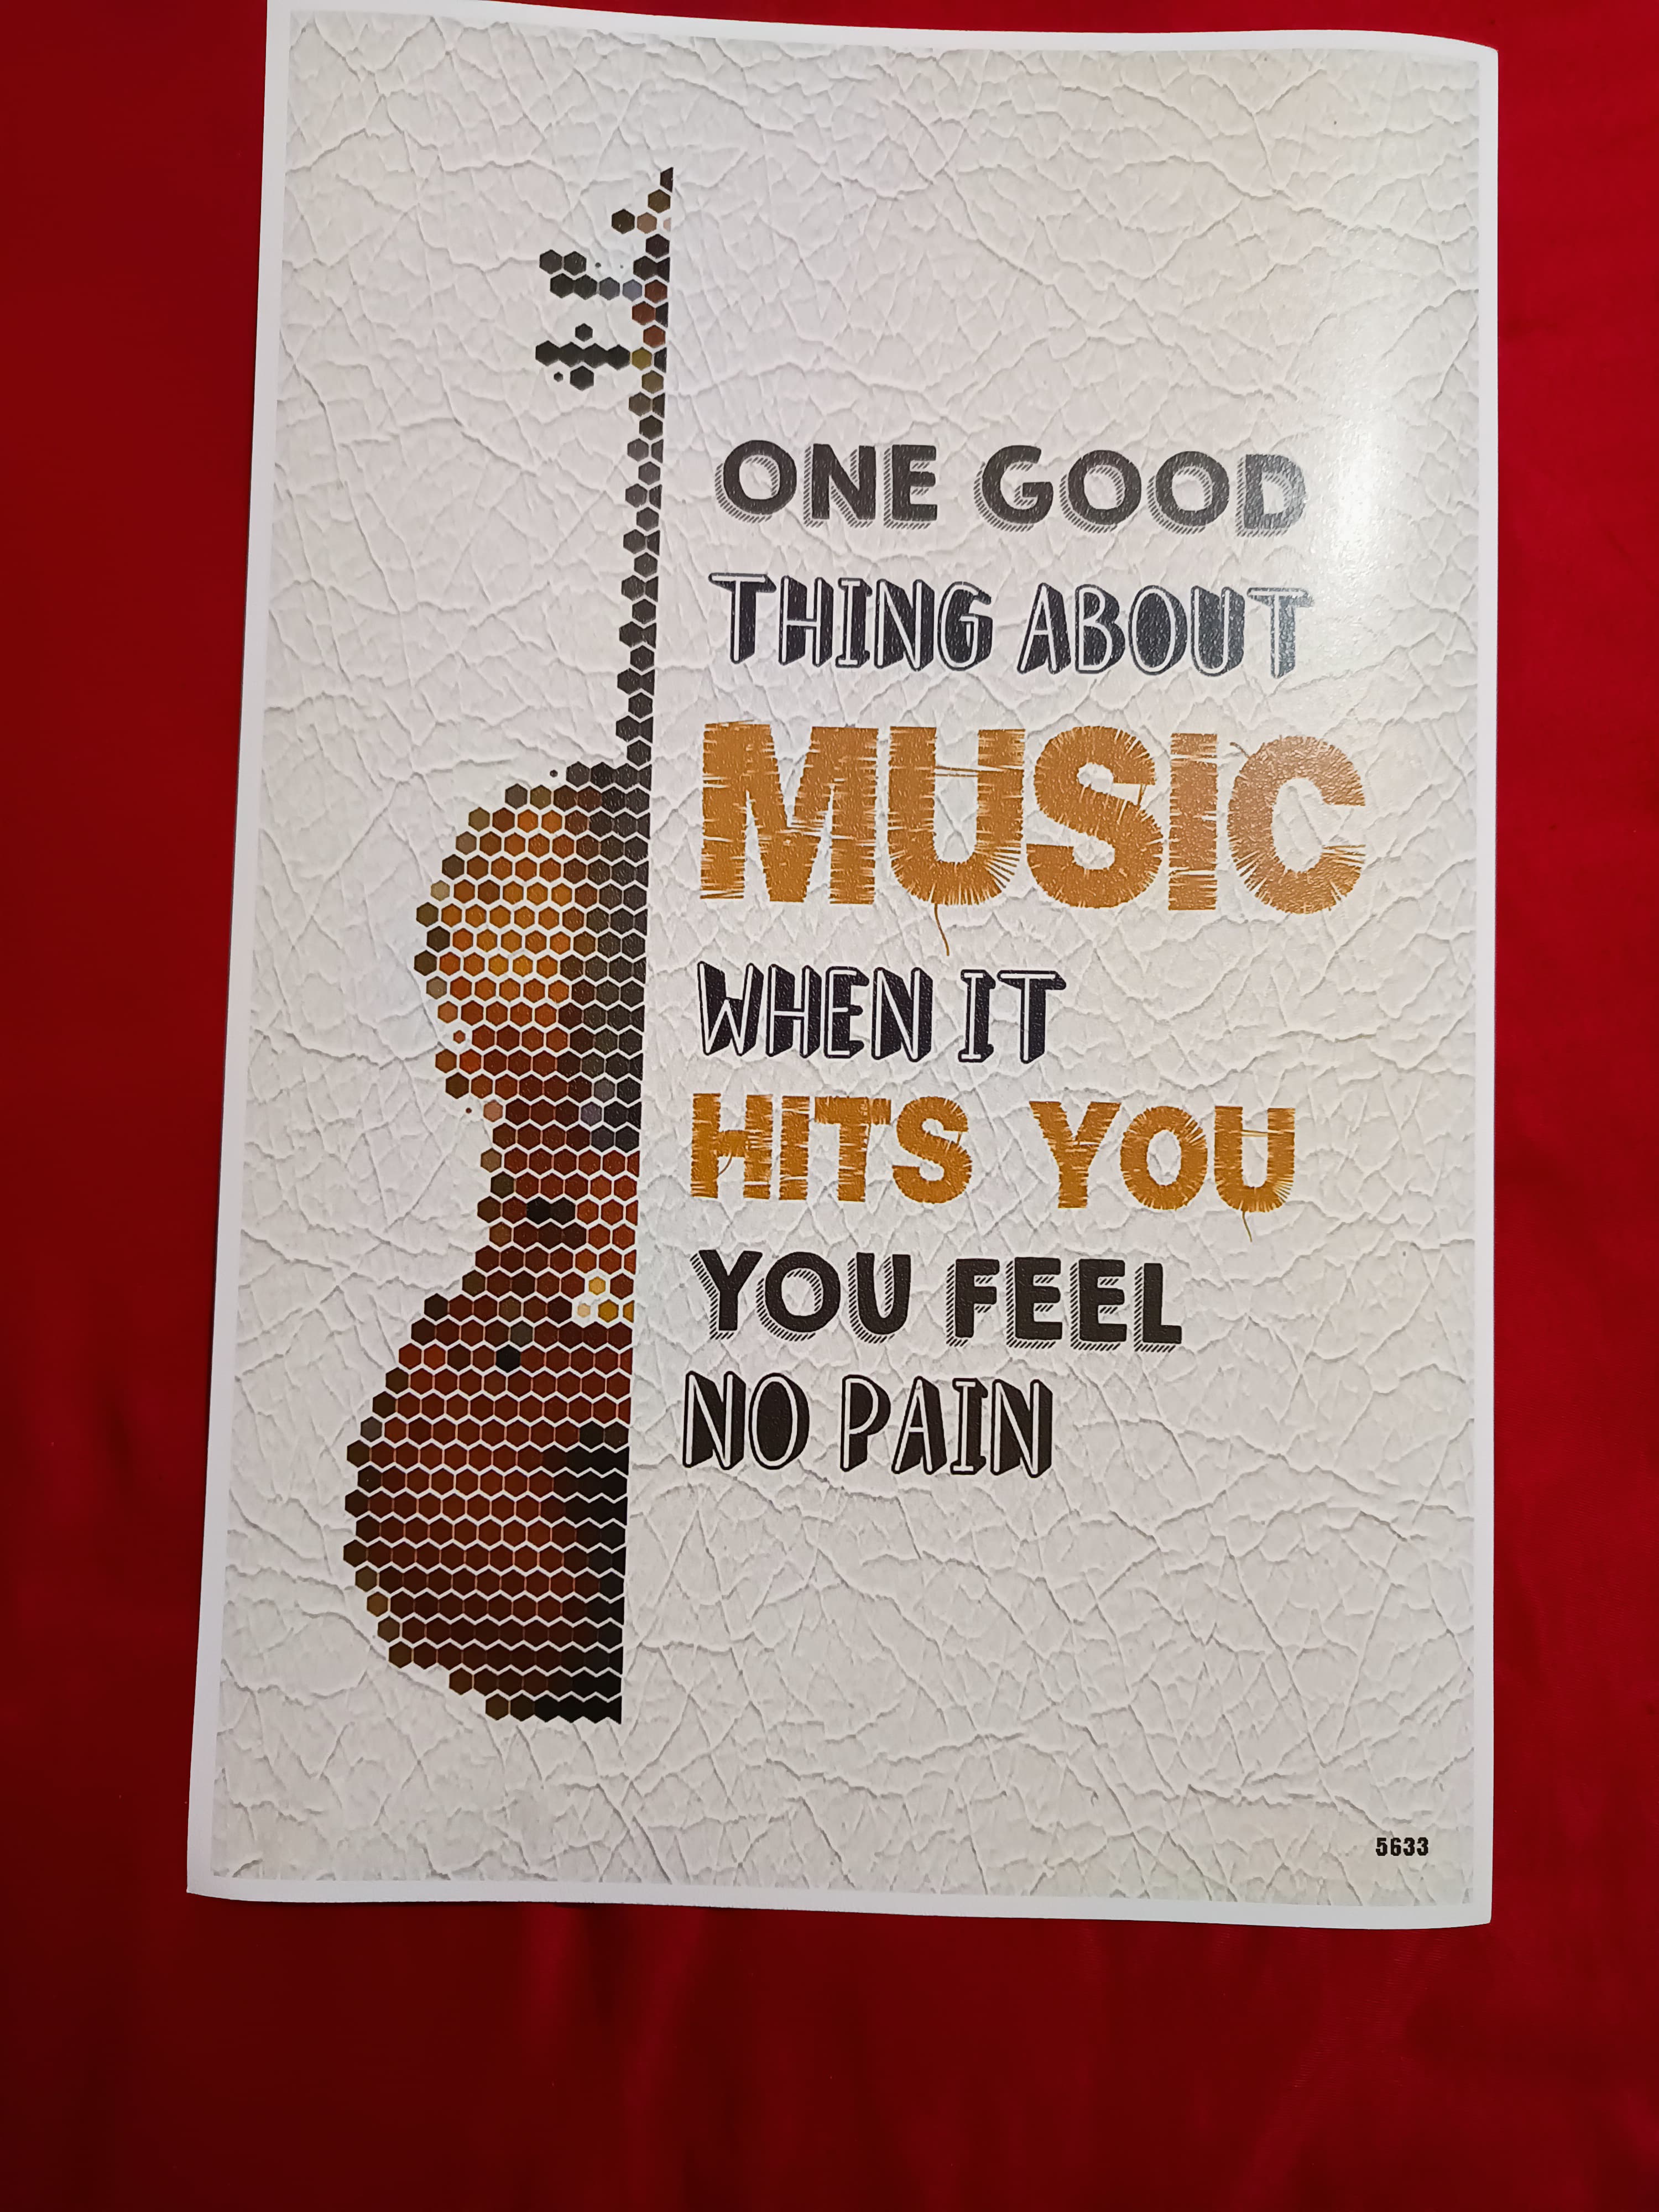 ONE GOOD
THING ABOUT
MUSIC
WHEN IT
HITS YOU
YOU FEEL
NO PAIN
5633